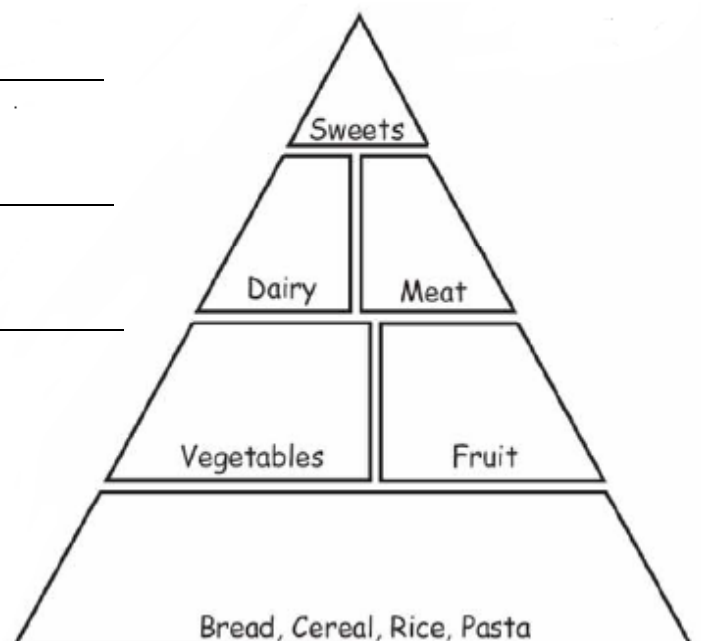 Sweets
Dairy Meat
Vegetables Fruit
Bread, Cereal, Rice, Pasta